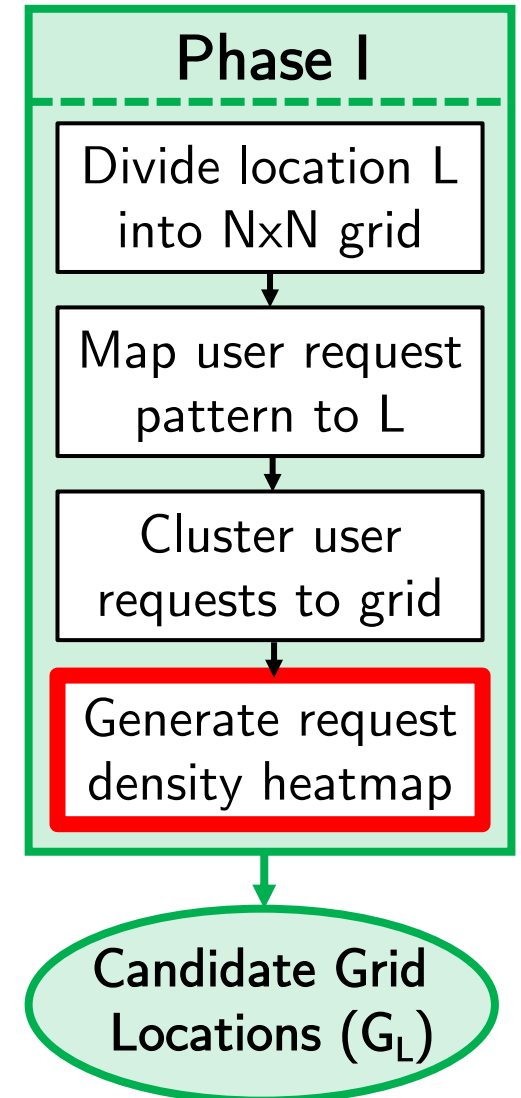 Phase I
Divide location L
into NxN grid
Map user request
pattern to L
Cluster user
requests to grid
Generate request
density heatmap
Candidate Grid
Locations (G_L)